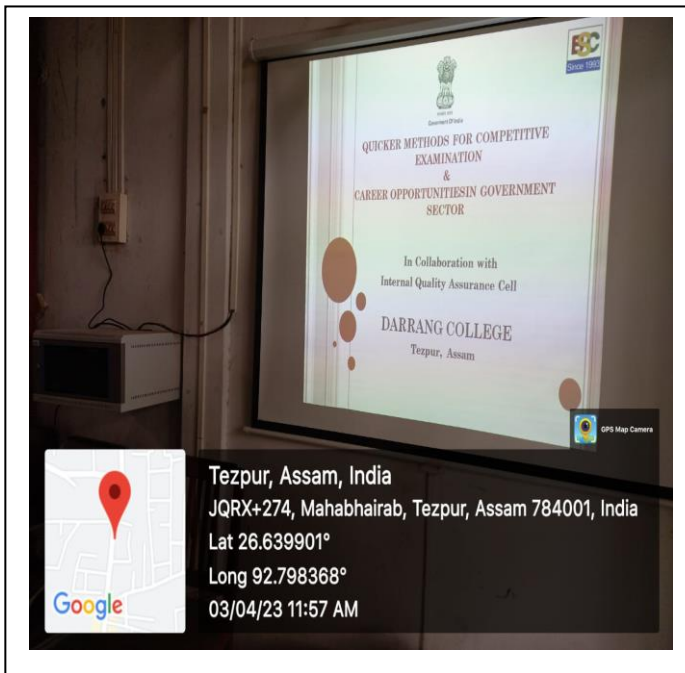 BSC
Since 1993
Government Of India
QUICKER METHODS FOR COMPETITIVE
EXAMINATION
&
CAREER OPPORTUNITIESIN GOVERNMENT
SECTOR
In Collaboration with
Internal Quality Assurance Cell
DARRANG COLLEGE
Tezpur, Assam
GPS Map Camera
Tezpur, Assam, India
JQRX+274, Mahabhairab, Tezpur, Assam 784001, India
Lat 26.639901°
Long 92.798368°
03/04/23 11:57 AM
Google